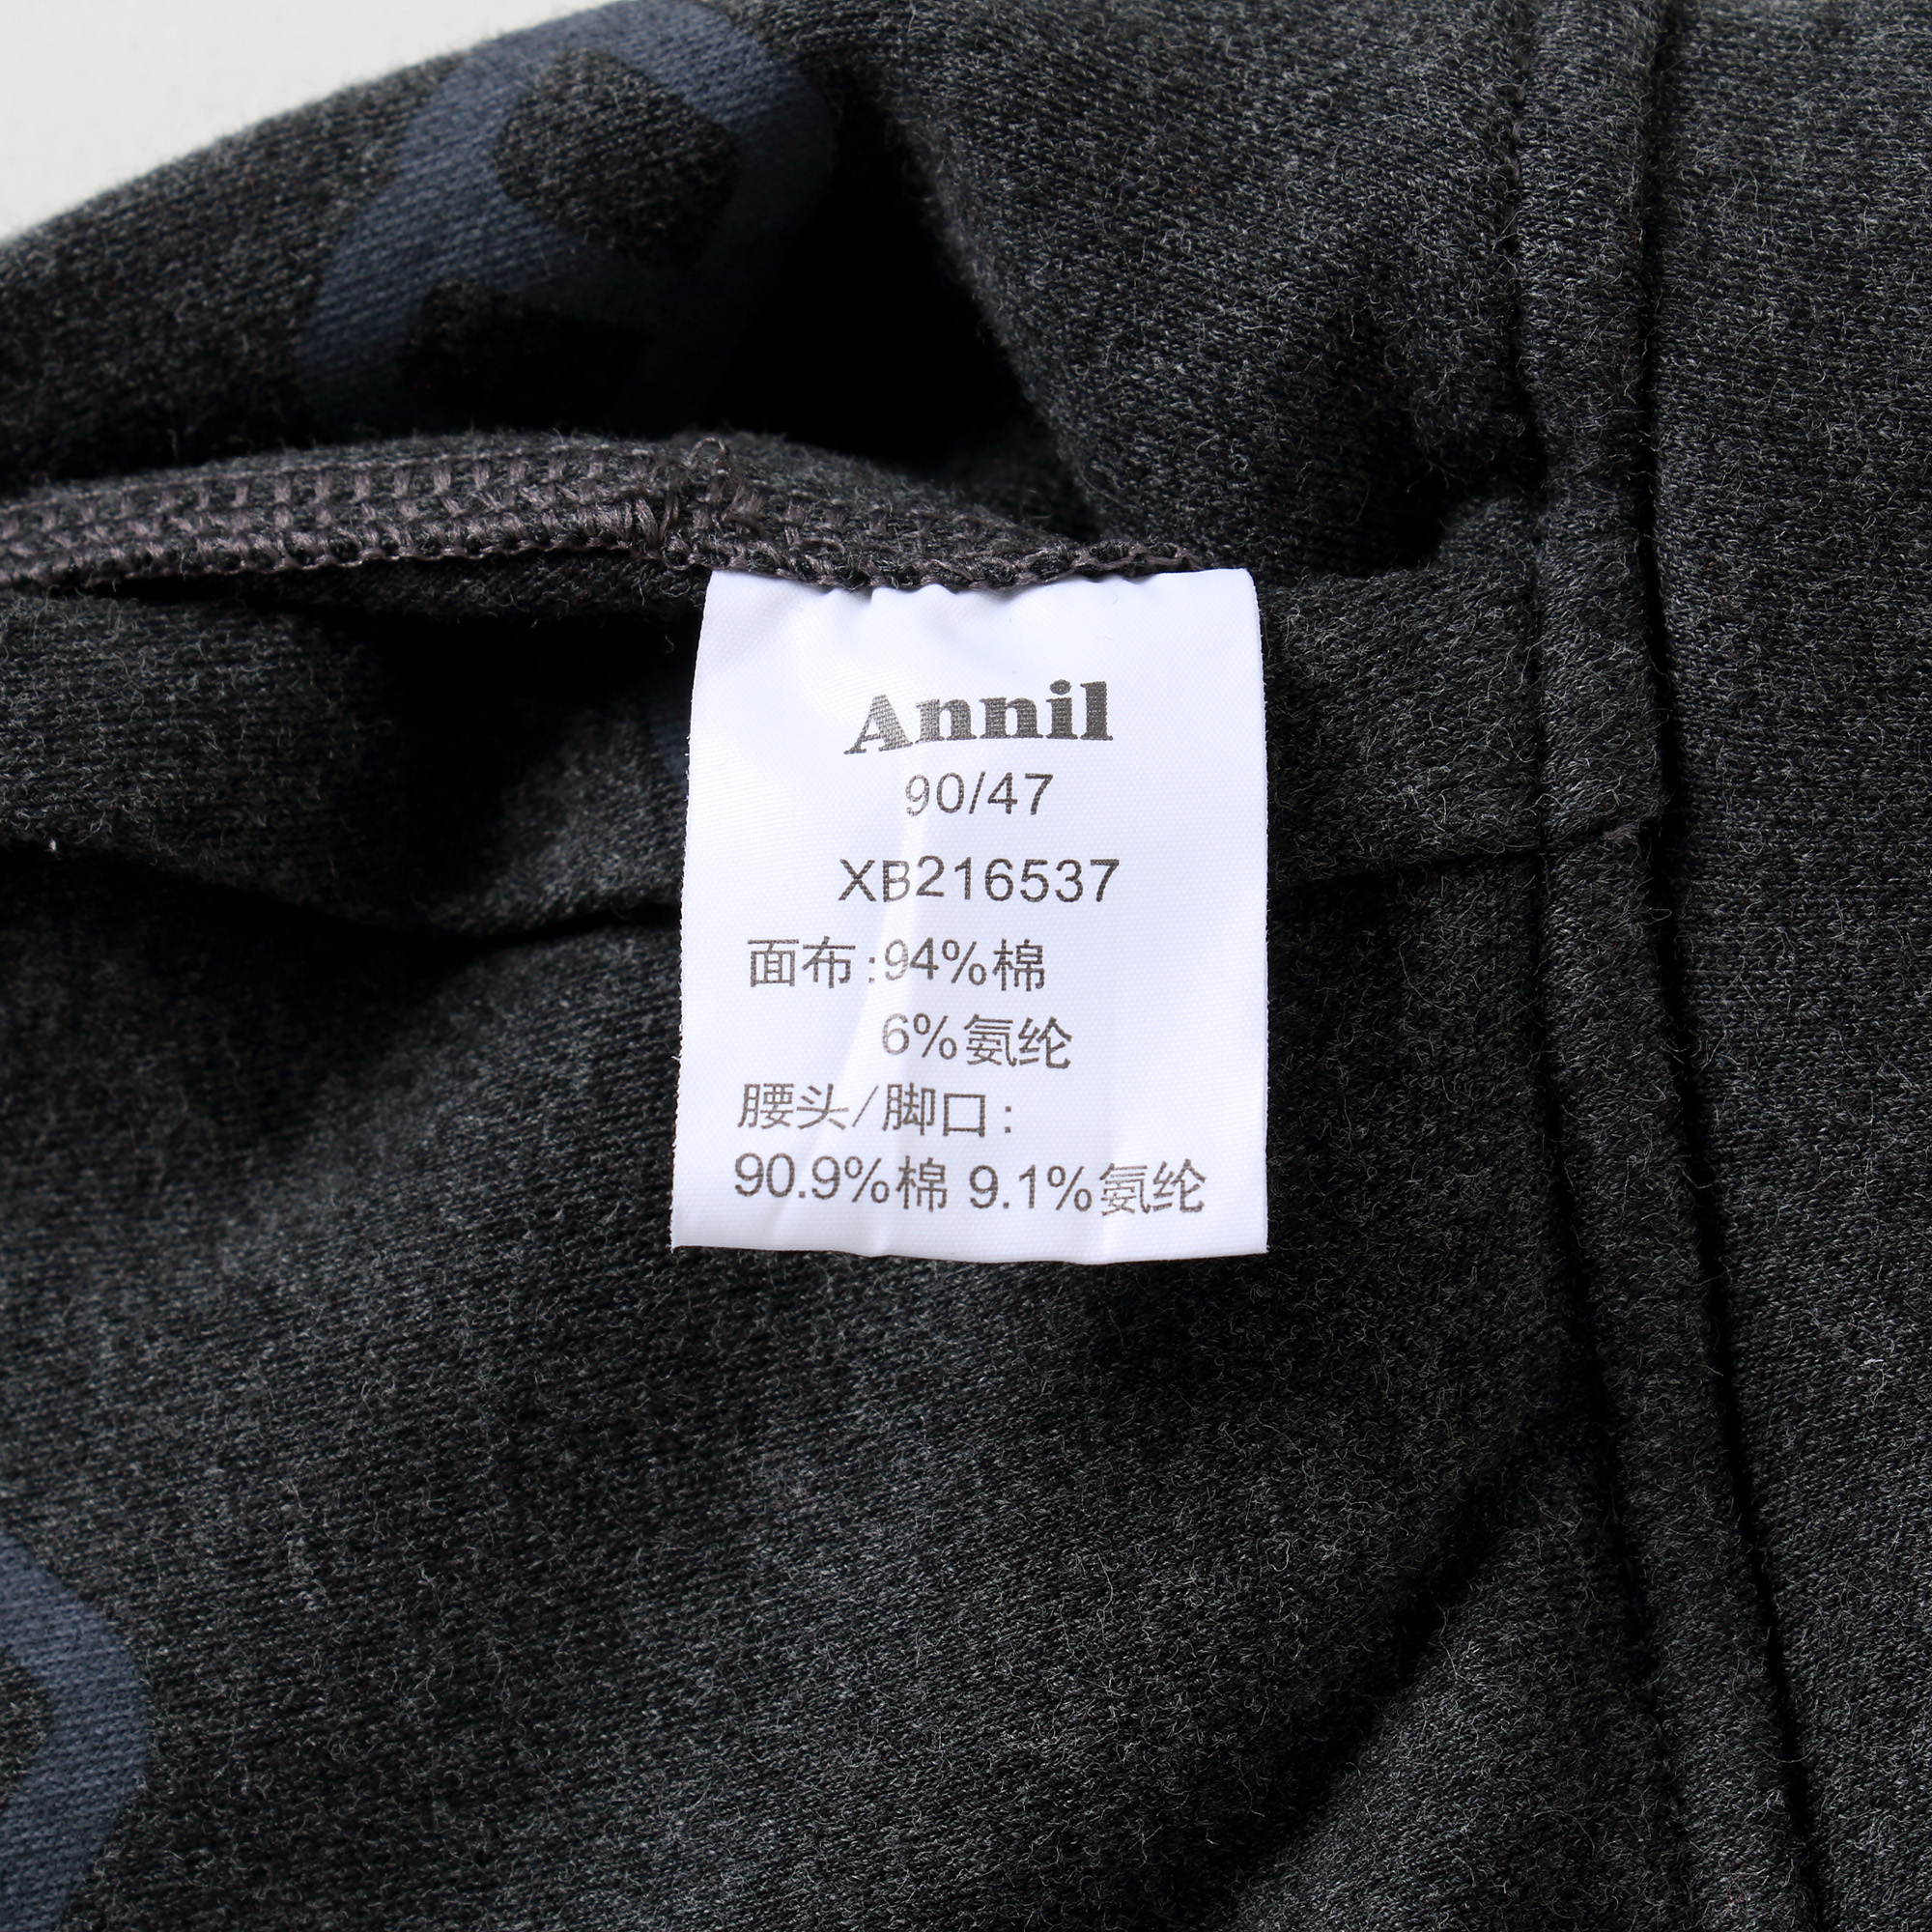 Annil
90/47
XB216537
面布:94%棉
6%氨纶
腰头/脚口:
90.9%棉 9.1%氨纶